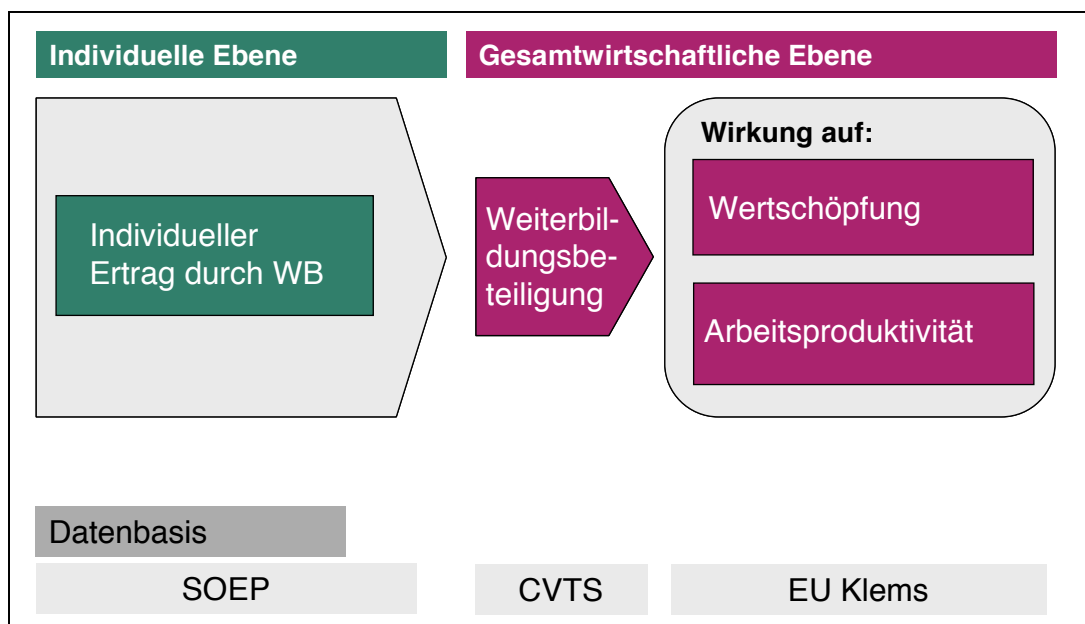 Individuelle Ebene
Gesamtwirtschaftliche Ebene
Individueller
Ertrag durch WB
Weiterbil-
dungsbe-
teiligung
Wirkung auf:
Wertschöpfung
Arbeitsproduktivität
Datenbasis
SOEP
CVTS
EU Klems